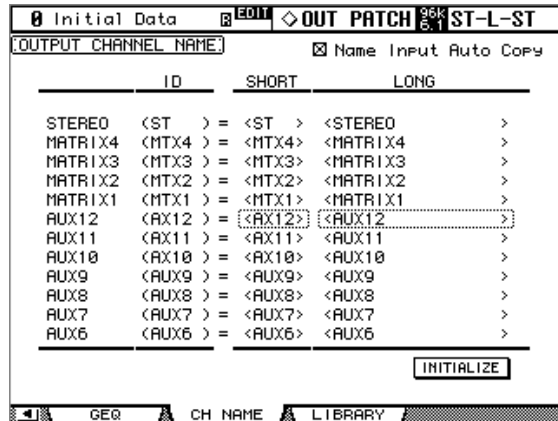 0 Initial Data R EDIT ◇OUT PATCH 96k 6.1 ST-L-ST
OUTPUT CHANNEL NAME
☒ Name Input Auto Copy
ID SHORT LONG
STEREO (ST ) = <ST > <STEREO >
MATRIX4 (MTX4 ) = <MTX4> <MATRIX4 >
MATRIX3 (MTX3 ) = <MTX3> <MATRIX3 >
MATRIX2 (MTX2 ) = <MTX2> <MATRIX2 >
MATRIX1 (MTX1 ) = <MTX1> <MATRIX1 >
AUX12 (AX12 ) = <AX12> <AUX12 >
AUX11 (AX11 ) = <AX11> <AUX11 >
AUX10 (AX10 ) = <AX10> <AUX10 >
AUX9 (AUX9 ) = <AUX9> <AUX9 >
AUX8 (AUX8 ) = <AUX8> <AUX8 >
AUX7 (AUX7 ) = <AUX7> <AUX7 >
AUX6 (AUX6 ) = <AUX6> <AUX6 >
INITIALIZE
GEQ CH NAME LIBRARY